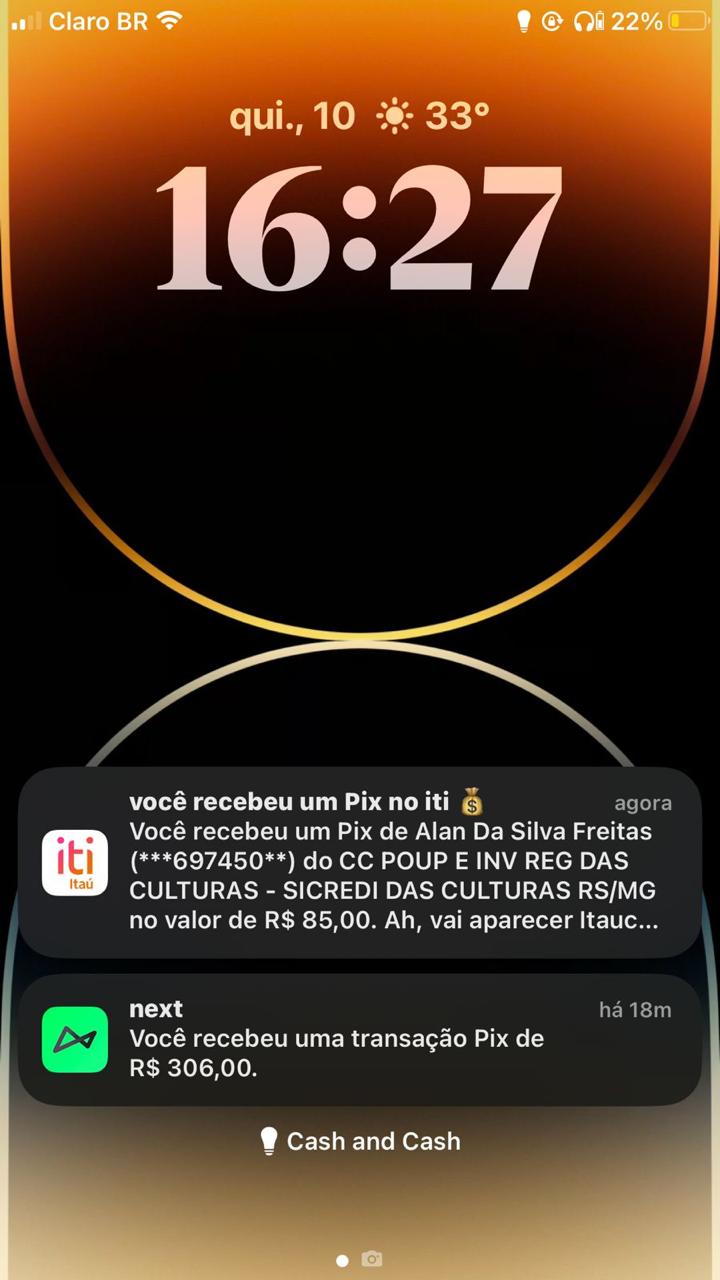 Claro BR 22%
qui., 10 33°
16:27
você recebeu um Pix no iti 💰 agora
Você recebeu um Pix de Alan Da Silva Freitas
(***697450**) do CC POUP E INV REG DAS
CULTURAS - SICREDI DAS CULTURAS RS/MG
no valor de R$ 85,00. Ah, vai aparecer Itauc...
iti
Itaú
next há 18m
Você recebeu uma transação Pix de
R$ 306,00.
Cash and Cash